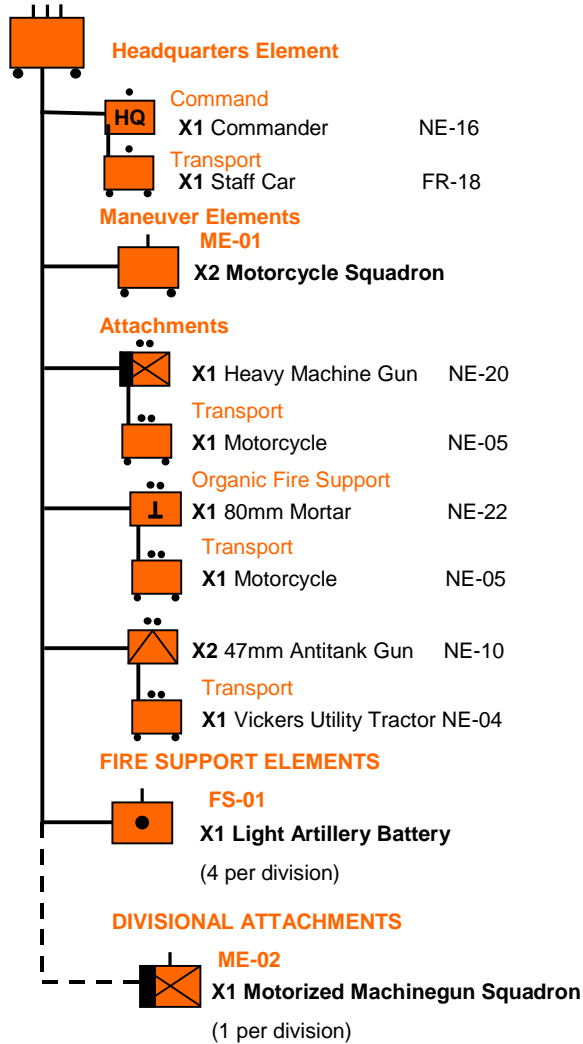 Headquarters Element
Command
HQ X1 Commander NE-16
Transport
X1 Staff Car FR-18
Maneuver Elements
ME-01
X2 Motorcycle Squadron
Attachments
X1 Heavy Machine Gun NE-20
Transport
X1 Motorcycle NE-05
Organic Fire Support
X1 80mm Mortar NE-22
Transport
X1 Motorcycle NE-05
X2 47mm Antitank Gun NE-10
Transport
X1 Vickers Utility Tractor NE-04
FIRE SUPPORT ELEMENTS
FS-01
X1 Light Artillery Battery
(4 per division)
DIVISIONAL ATTACHMENTS
ME-02
X1 Motorized Machinegun Squadron
(1 per division)